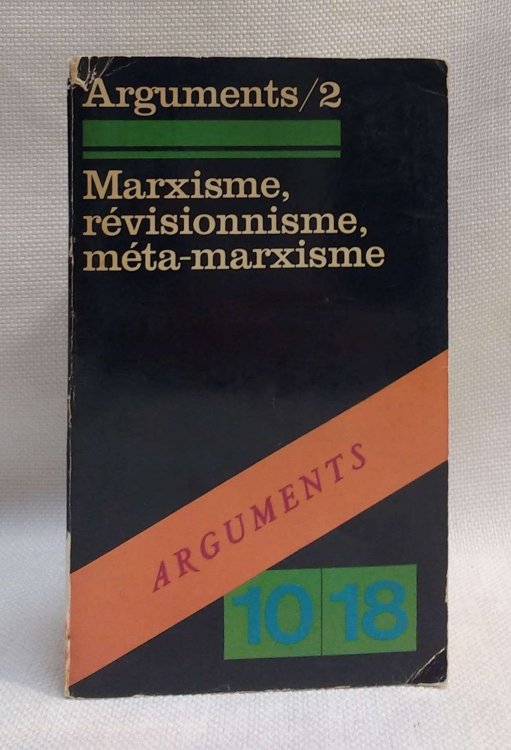 Arguments/2
Marxisme,
révisionnisme,
méta-marxisme
ARGUMENTS
10 18